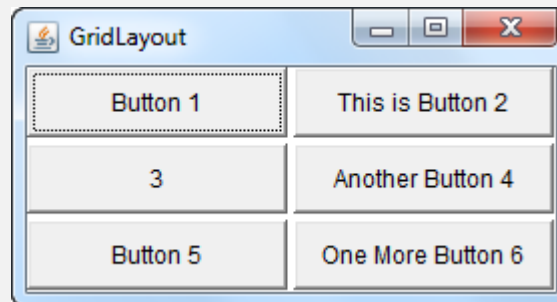 GridLayout
Button 1
This is Button 2
3
Another Button 4
Button 5
One More Button 6